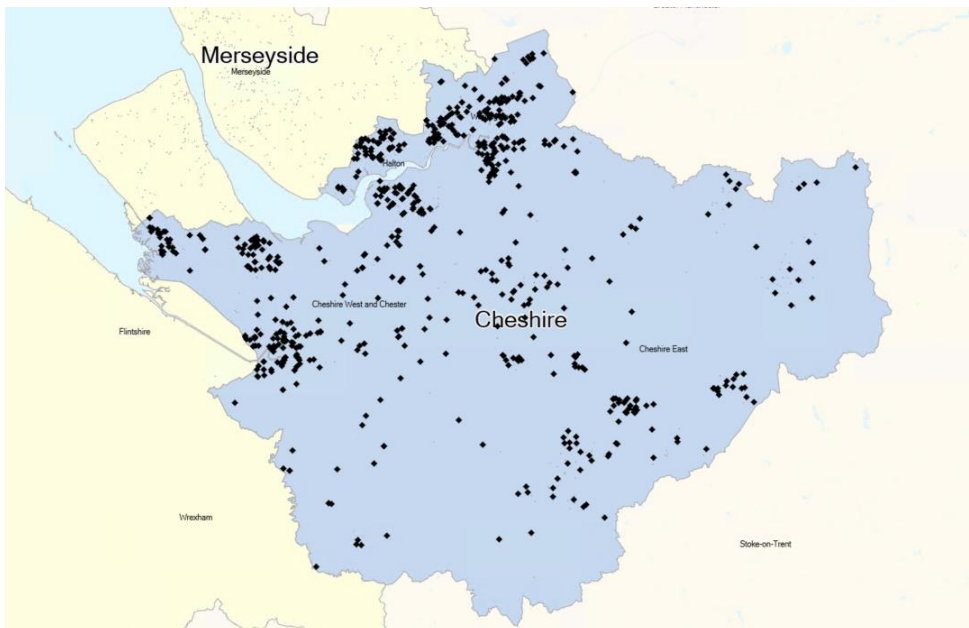 Merseyside
Merseyside
Halton
Cheshire West and Chester
Cheshire
Flintshire
Cheshire East
Wrexham
Stoke-on-Trent